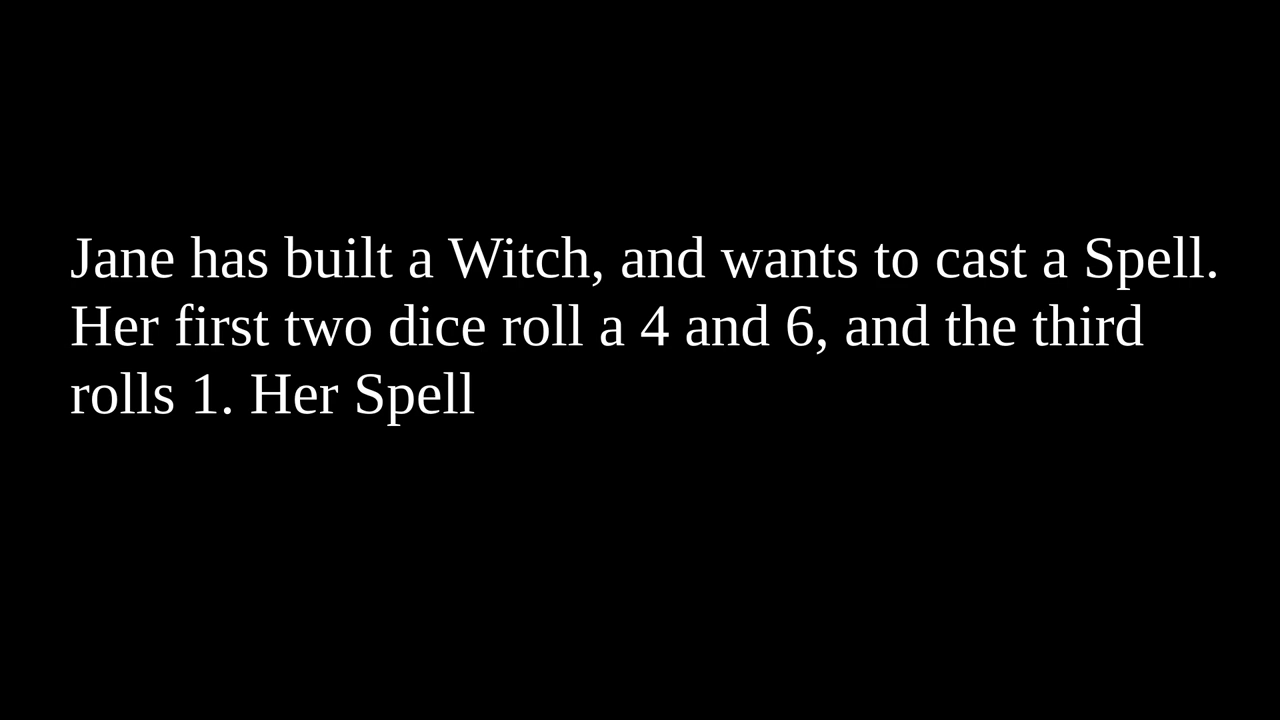 Jane has built a Witch, and wants to cast a Spell.
Her first two dice roll a 4 and 6, and the third
rolls 1. Her Spell